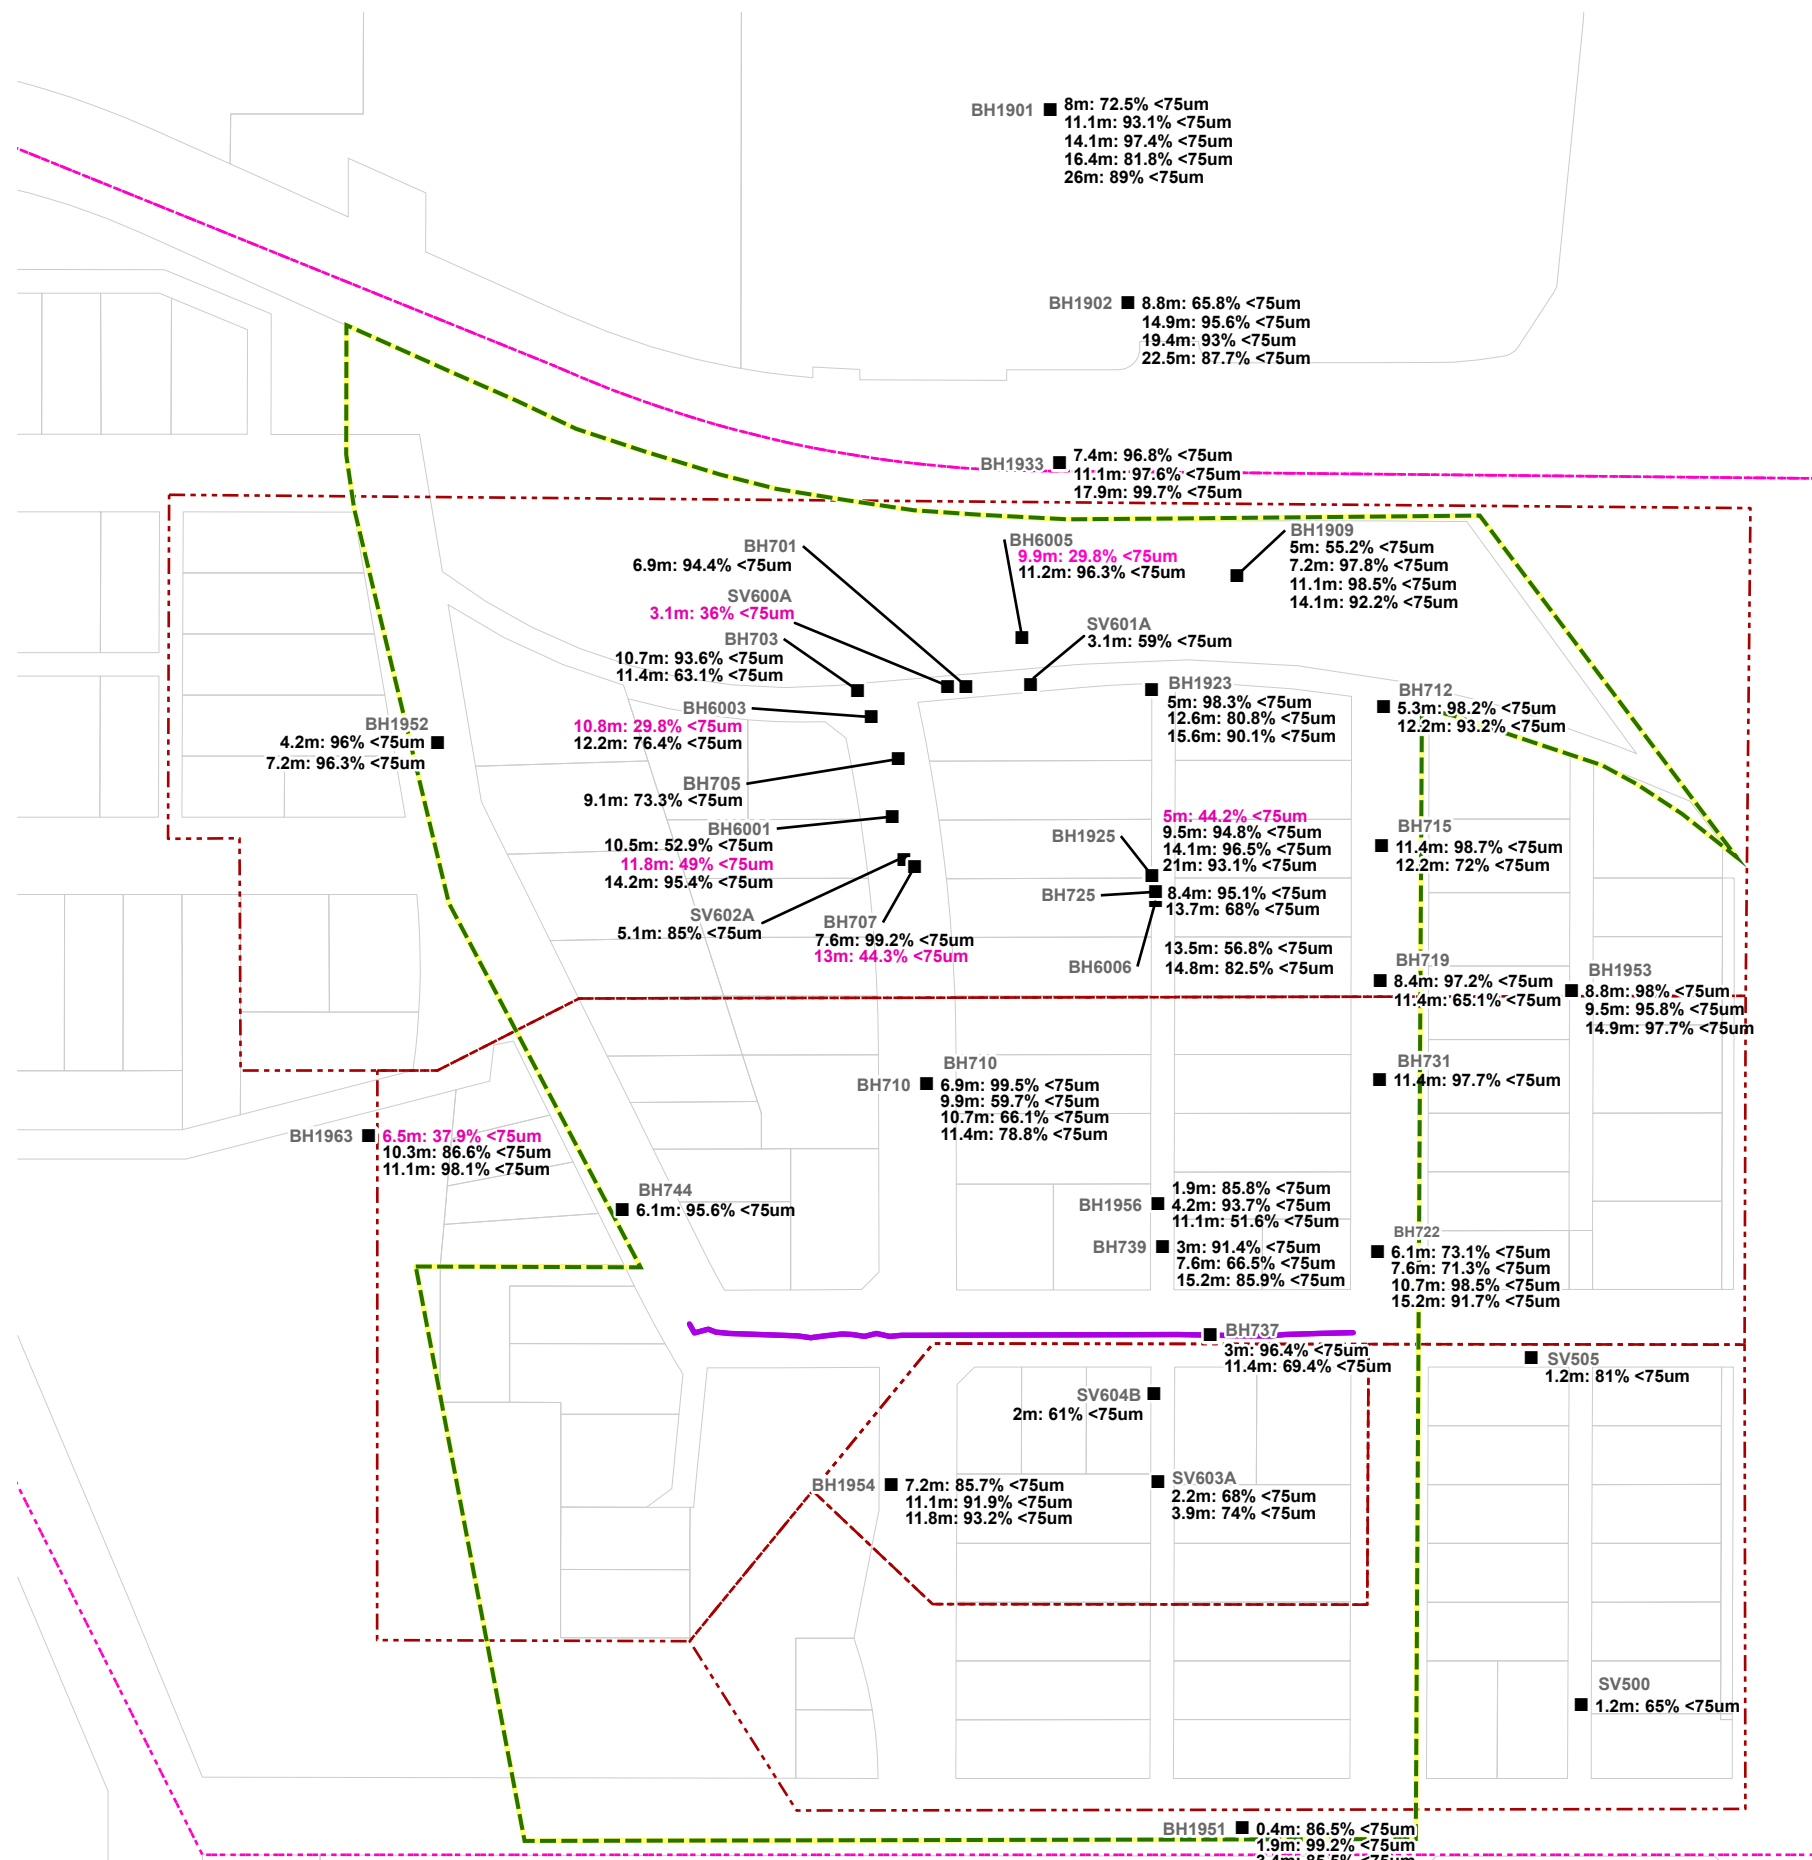 BH1901
8m: 72.5% <75um
11.1m: 93.1% <75um
14.1m: 97.4% <75um
16.4m: 81.8% <75um
26m: 89% <75um
BH1902
8.8m: 65.8% <75um
14.9m: 95.6% <75um
19.4m: 93% <75um
22.5m: 87.7% <75um
BH1933
7.4m: 96.8% <75um
11.1m: 97.6% <75um
17.9m: 99.7% <75um
BH701
6.9m: 94.4% <75um
BH6005
9.9m: 29.8% <75um
11.2m: 96.3% <75um
BH1909
5m: 55.2% <75um
7.2m: 97.8% <75um
11.1m: 98.5% <75um
14.1m: 92.2% <75um
SV600A
3.1m: 36% <75um
SV601A
3.1m: 59% <75um
BH703
10.7m: 93.6% <75um
11.4m: 63.1% <75um
BH6003
10.8m: 29.8% <75um
12.2m: 76.4% <75um
BH1923
5m: 98.3% <75um
12.6m: 80.8% <75um
15.6m: 90.1% <75um
BH712
5.3m: 98.2% <75um
12.2m: 93.2% <75um
BH1952
4.2m: 96% <75um
7.2m: 96.3% <75um
BH705
9.1m: 73.3% <75um
BH6001
10.5m: 52.9% <75um
11.8m: 49% <75um
14.2m: 95.4% <75um
BH1925
5m: 44.2% <75um
9.5m: 94.8% <75um
14.1m: 96.5% <75um
21m: 93.1% <75um
BH715
11.4m: 98.7% <75um
12.2m: 72% <75um
BH725
8.4m: 95.1% <75um
13.7m: 68% <75um
SV602A
5.1m: 85% <75um
BH707
7.6m: 99.2% <75um
13m: 44.3% <75um
BH6006
13.5m: 56.8% <75um
14.8m: 82.5% <75um
BH719
8.4m: 97.2% <75um
11.4m: 65.1% <75um
BH1953
8.8m: 98% <75um
9.5m: 95.8% <75um
14.9m: 97.7% <75um
BH710
BH710
6.9m: 99.5% <75um
9.9m: 59.7% <75um
10.7m: 66.1% <75um
11.4m: 78.8% <75um
BH731
11.4m: 97.7% <75um
BH1963
6.5m: 37.9% <75um
10.3m: 86.6% <75um
11.1m: 98.1% <75um
BH744
6.1m: 95.6% <75um
BH1956
1.9m: 85.8% <75um
4.2m: 93.7% <75um
11.1m: 51.6% <75um
BH739
3m: 91.4% <75um
7.6m: 66.5% <75um
15.2m: 85.9% <75um
BH722
6.1m: 73.1% <75um
7.6m: 71.3% <75um
10.7m: 98.5% <75um
15.2m: 91.7% <75um
BH737
3m: 96.4% <75um
11.4m: 69.4% <75um
SV505
1.2m: 81% <75um
SV604B
2m: 61% <75um
BH1954
7.2m: 85.7% <75um
11.1m: 91.9% <75um
11.8m: 93.2% <75um
SV603A
2.2m: 68% <75um
3.9m: 74% <75um
SV500
1.2m: 65% <75um
BH1951
0.4m: 86.5% <75um
1.9m: 99.2% <75um
3.4m: 85.5% <75um